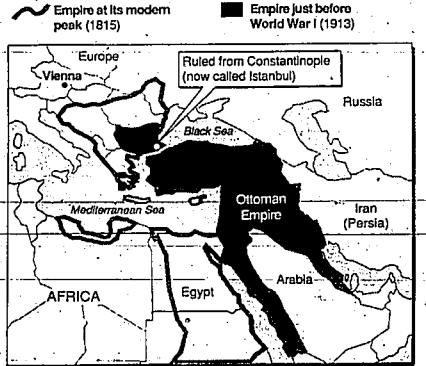 Empire at its modern
peak (1815)
Empire just before
World War I (1913)
Europe
Vienna
Ruled from Constantinople
(now called Istanbul)
Russia
Black Sea
Mediterranean Sea
Ottoman
Empire
Iran
(Persia)
Egypt
Arabia
AFRICA